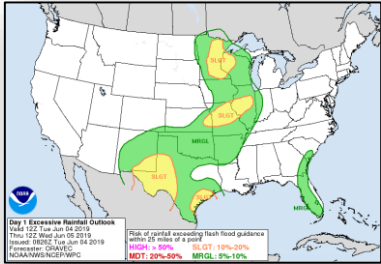 SLGT
SLGT
MRGL
SLGT
SLGT
MRGL
NOAA
Day 1 Excessive Rainfall Outlook
Valid 12Z Tue Jun 04 2019
Thru 12Z Wed Jun 05 2019
Issued: 0826Z Tue Jun 04 2019
Forecaster: ORAVEC
NOAA/NWS/NCEP/WPC
Risk of rainfall exceeding flash flood guidance
within 25 miles of a point
HIGH: > 50% SLGT: 10%-20%
MDT: 20%-50% MRGL: 5%-10%